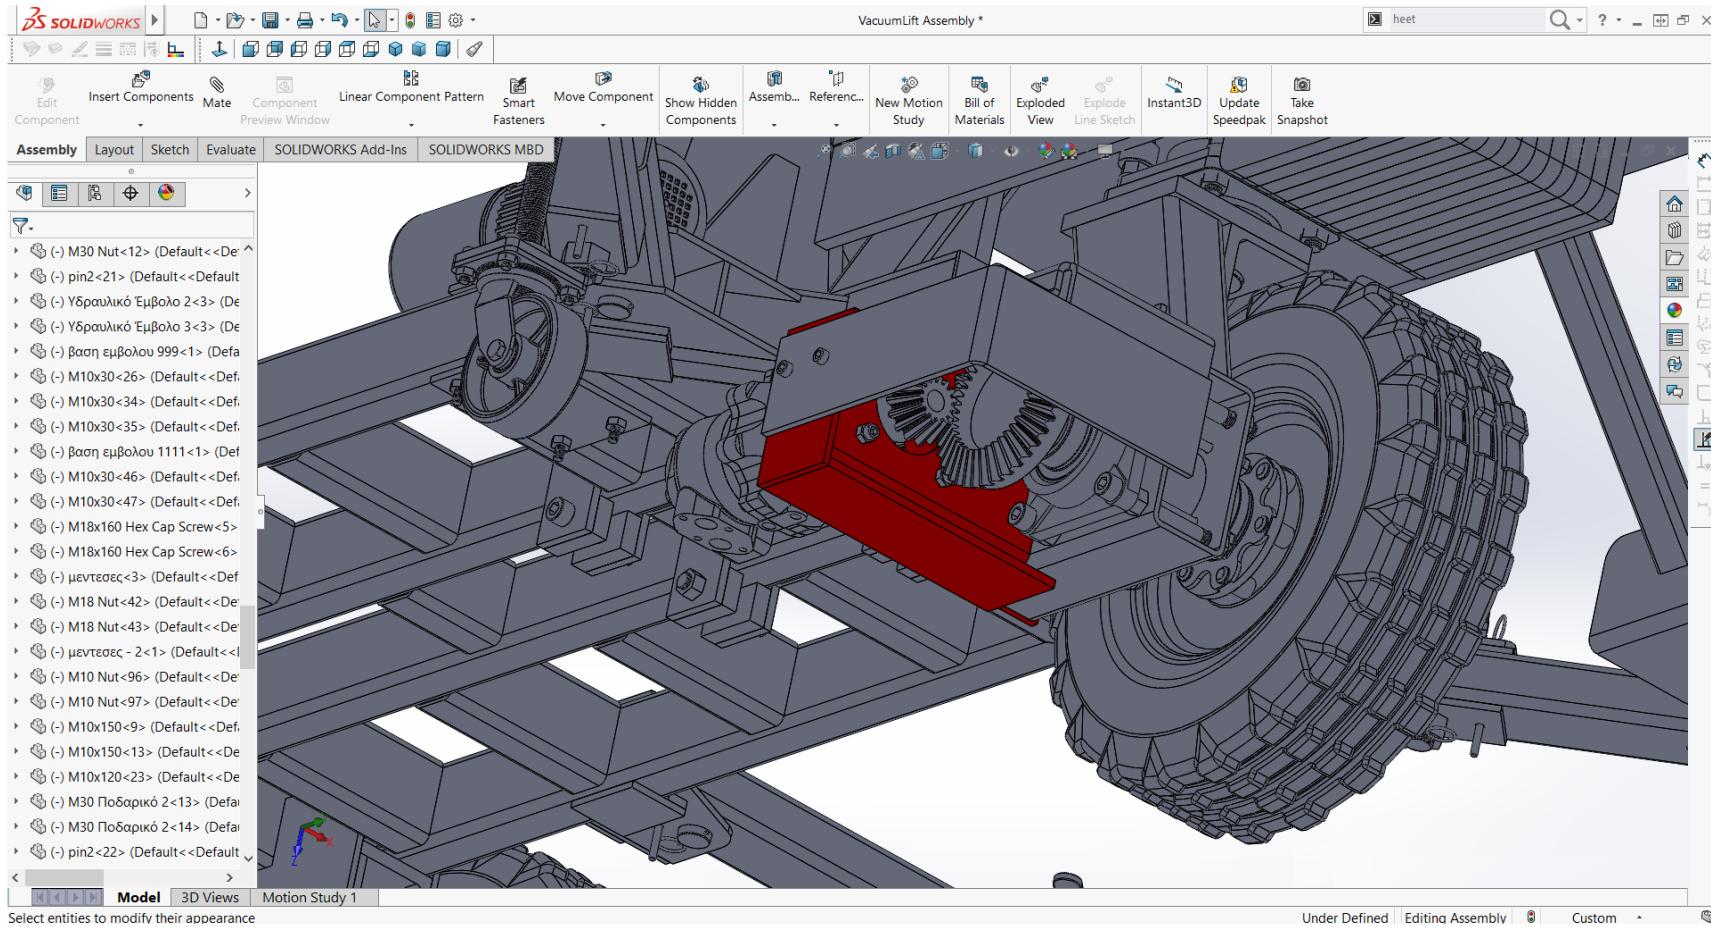 SOLIDWORKS
VacuumLift Assembly *
heet
?
Edit Component
Insert Components
Mate
Component Preview Window
Linear Component Pattern
Smart Fasteners
Move Component
Show Hidden Components
Assemb...
Referenc...
New Motion Study
Bill of Materials
Exploded View
Explode Line Sketch
Instant3D
Update Speedpak
Take Snapshot
Assembly
Layout
Sketch
Evaluate
SOLIDWORKS Add-Ins
SOLIDWORKS MBD
(-) M30 Nut<12> (Default<<De
(-) pin2<21> (Default<<Default
(-) Υδραυλικό Έμβολο 2<3> (De
(-) Υδραυλικό Έμβολο 3<3> (De
(-) βαση εμβολου 999<1> (Defa
(-) M10x30<26> (Default<<Def
(-) M10x30<34> (Default<<Def
(-) M10x30<35> (Default<<Def
(-) βαση εμβολου 1111<1> (Def
(-) M10x30<46> (Default<<Def
(-) M10x30<47> (Default<<Def
(-) M18x160 Hex Cap Screw<5>
(-) M18x160 Hex Cap Screw<6>
(-) μεντεσες<3> (Default<<Def
(-) M18 Nut<42> (Default<<De
(-) M18 Nut<43> (Default<<De
(-) μεντεσες - 2<1> (Default<<
(-) M10 Nut<96> (Default<<De
(-) M10 Nut<97> (Default<<De
(-) M10x150<9> (Default<<Def
(-) M10x150<13> (Default<<De
(-) M10x120<23> (Default<<De
(-) M30 Ποδαρικό 2<13> (Defa
(-) M30 Ποδαρικό 2<14> (Defa
(-) pin2<22> (Default<<Default
Model
3D Views
Motion Study 1
Select entities to modify their appearance
Under Defined
Editing Assembly
Custom